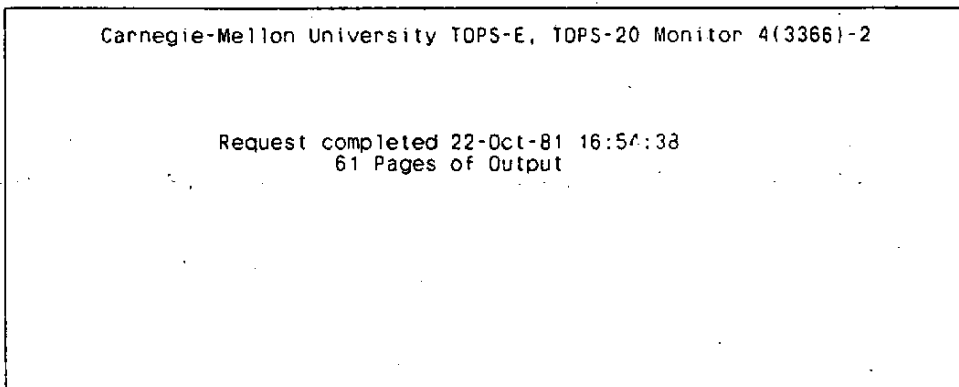 Carnegie-Mellon University TOPS-E, TOPS-20 Monitor 4(3366)-2
Request completed 22-Oct-81 16:54:38
61 Pages of Output